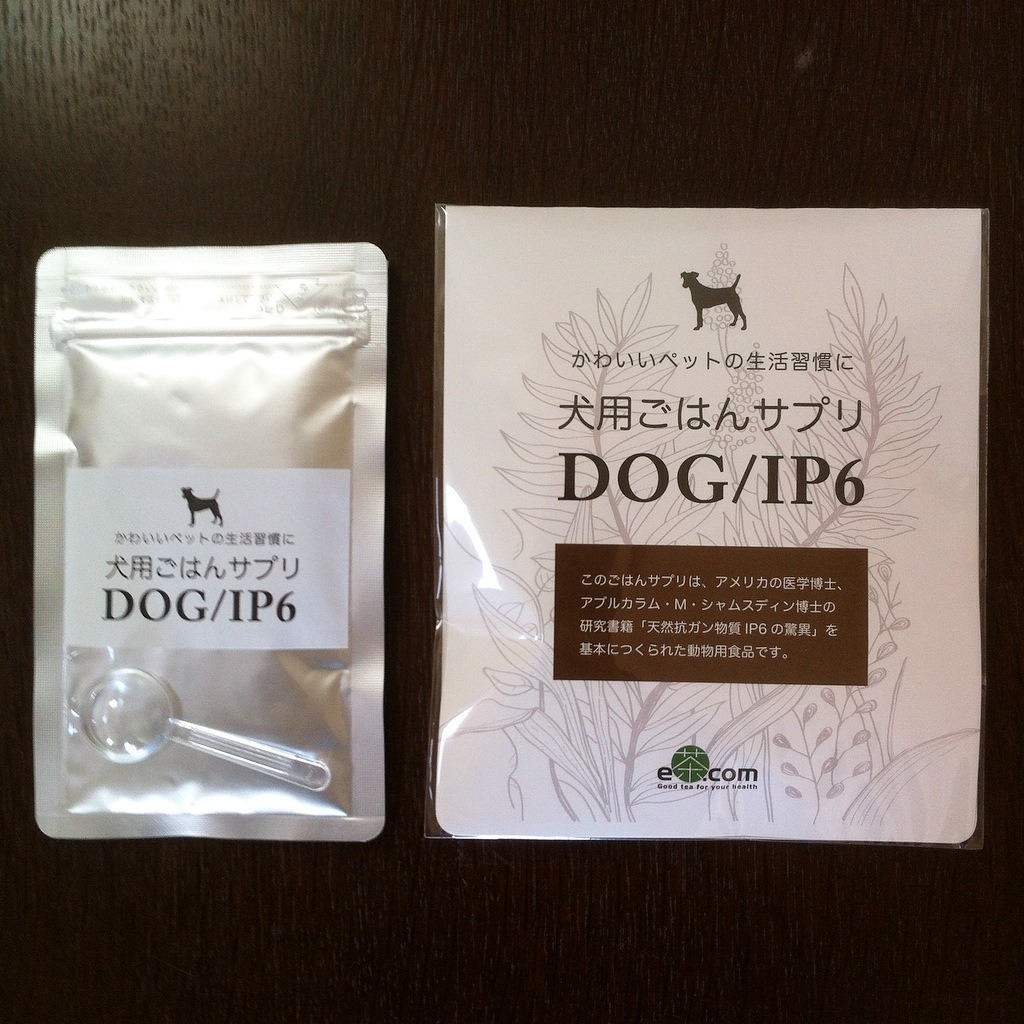 かわいいペットの生活習慣に
犬用ごはんサプリ
DOG/IP6
かわいいペットの生活習慣に
犬用ごはんサプリ
DOG/IP6
このごはんサプリは、アメリカの医学博士、
アブルカラム・M・シャムスディン博士の
研究書籍「天然抗ガン物質 IP6 の驚異」を
基本につくられた動物用食品です。
e茶.com
Good tea for your health